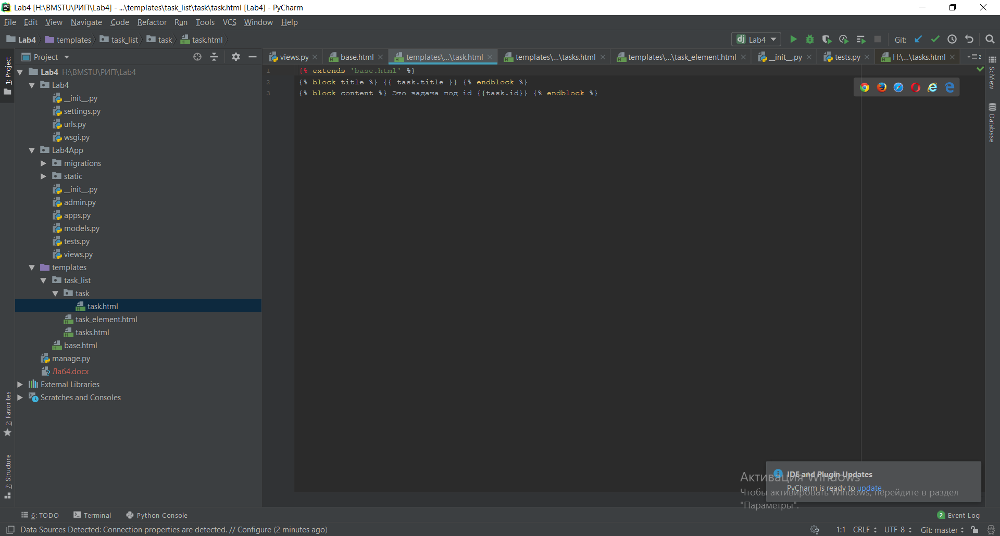 Lab4 [H:\BMSTU\РИП\Lab4] - ...\templates\task_list\task\task.html [Lab4] - PyCharm
File Edit View Navigate Code Refactor Run Tools VCS Window Help
Lab4 templates task_list task task.html
Lab4 Git:
1: Project
Project
views.py base.html templates\...\task.html templates\...\tasks.html templates\...\task_element.html __init__.py tests.py H:\...\tasks.html 2
Lab4 H:\BMSTU\РИП\Lab4
Lab4
__init__.py
settings.py
urls.py
wsgi.py
Lab4App
migrations
static
__init__.py
admin.py
apps.py
models.py
tests.py
views.py
templates
task_list
task
task.html
task_element.html
tasks.html
base.html
manage.py
Лаб4.docx
External Libraries
Scratches and Consoles
1 {% extends 'base.html' %}
2 {% block title %} {{ task.title }} {% endblock %}
3 {% block content %} Это задача под id {{task.id}} {% endblock %}
SciView
Database
2: Favorites
7: Structure
IDE and Plugin Updates
PyCharm is ready to update.
Активация Windows
Чтобы активировать Windows, перейдите в раздел
"Параметры".
6: TODO Terminal Python Console
2 Event Log
Data Sources Detected: Connection properties are detected. // Configure (2 minutes ago)
1:1 CRLF UTF-8 Git: master